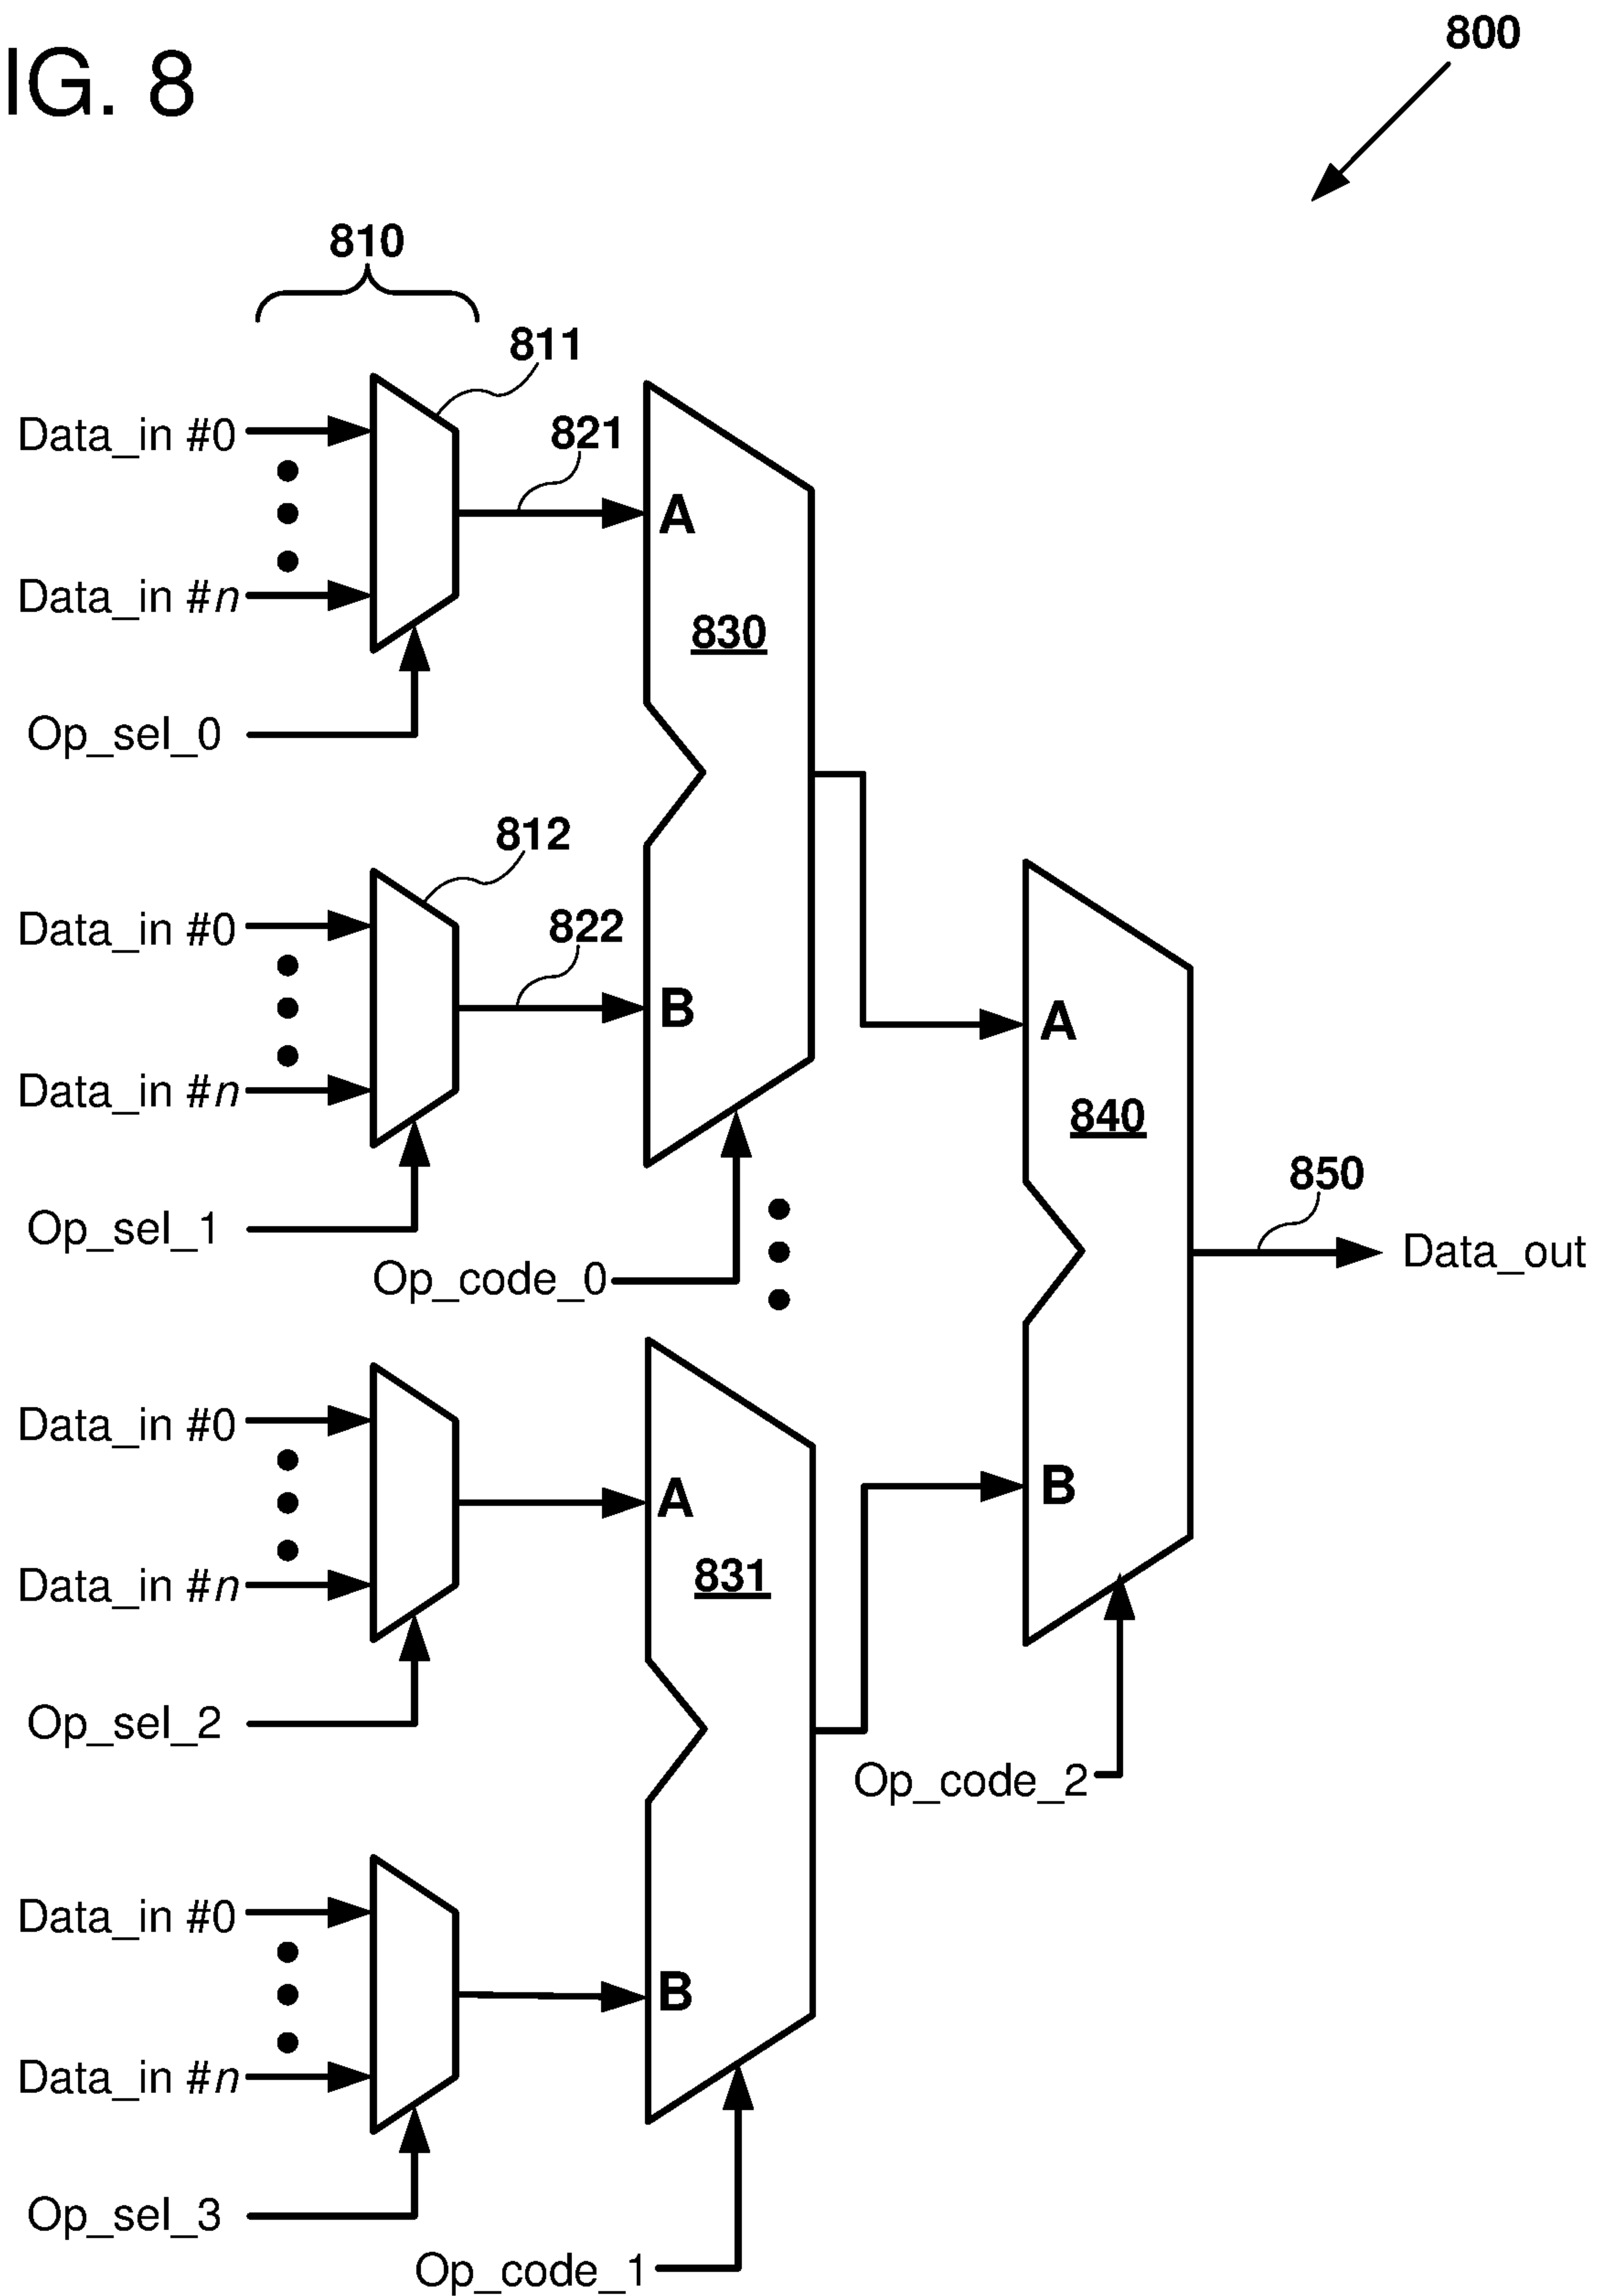 800
IG. 8
810
811
Data_in #0
821
A
Data_in #n
830
Op_sel_0
812
Data_in #0
822
B
A
Data_in #n
840
850
Op_sel_1
Data_out
Op_code_0
Data_in #0
B
A
831
Data_in #n
Op_sel_2
Op_code_2
Data_in #0
B
Data_in #n
Op_sel_3
Op_code_1